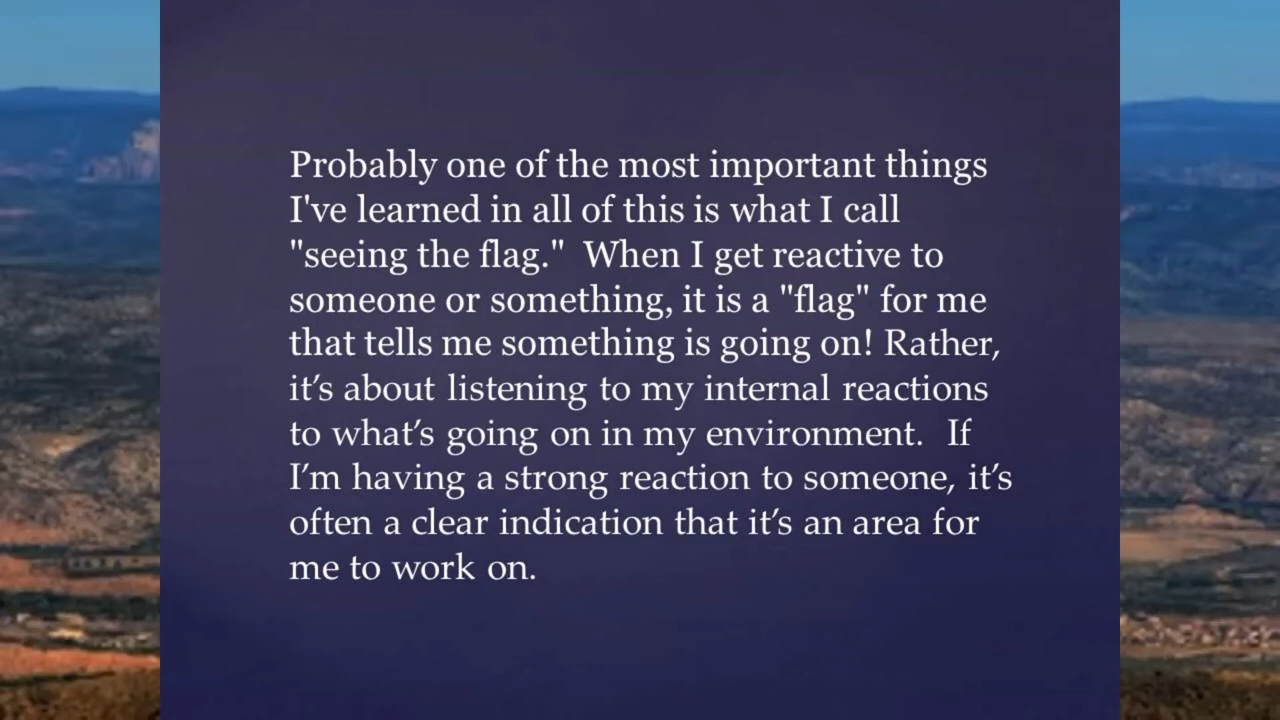 Probably one of the most important things
I've learned in all of this is what I call
"seeing the flag."  When I get reactive to
someone or something, it is a "flag" for me
that tells me something is going on! Rather,
it’s about listening to my internal reactions
to what’s going on in my environment.  If
I’m having a strong reaction to someone, it’s
often a clear indication that it’s an area for
me to work on.